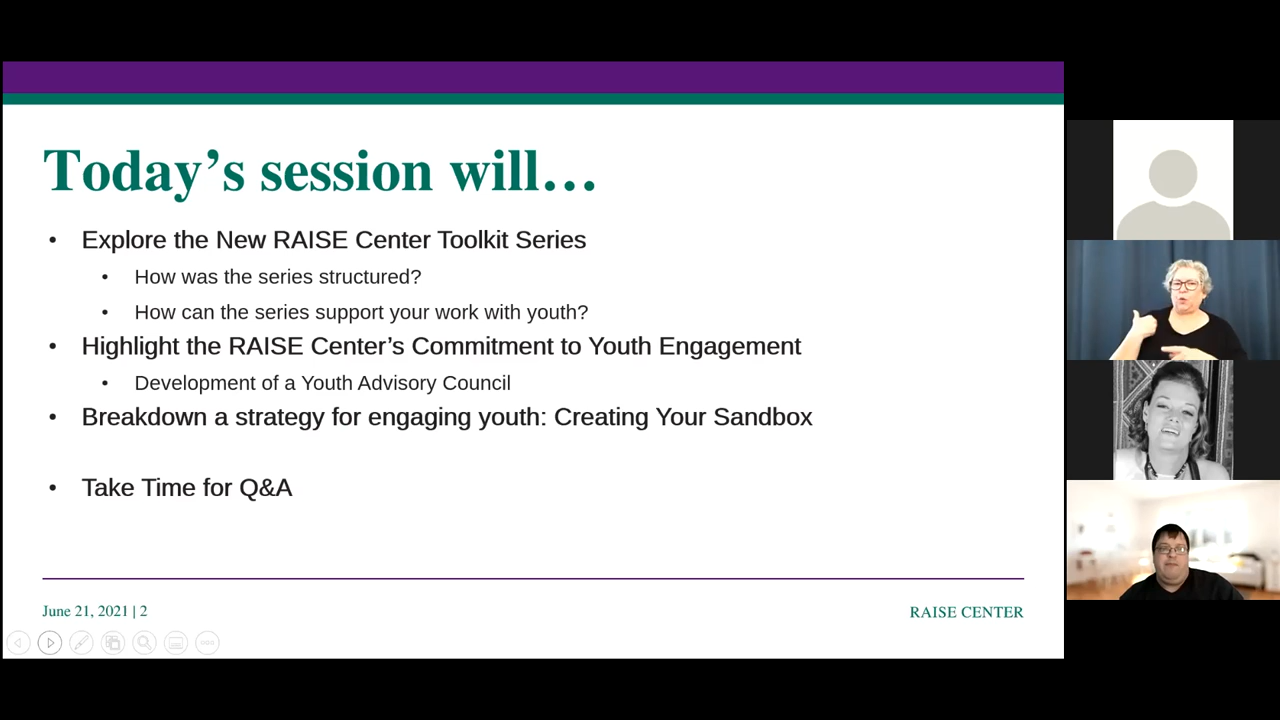 Today’s session will…
• Explore the New RAISE Center Toolkit Series
• How was the series structured?
• How can the series support your work with youth?
• Highlight the RAISE Center’s Commitment to Youth Engagement
• Development of a Youth Advisory Council
• Breakdown a strategy for engaging youth: Creating Your Sandbox
• Take Time for Q&A
June 21, 2021 | 2
RAISE CENTER